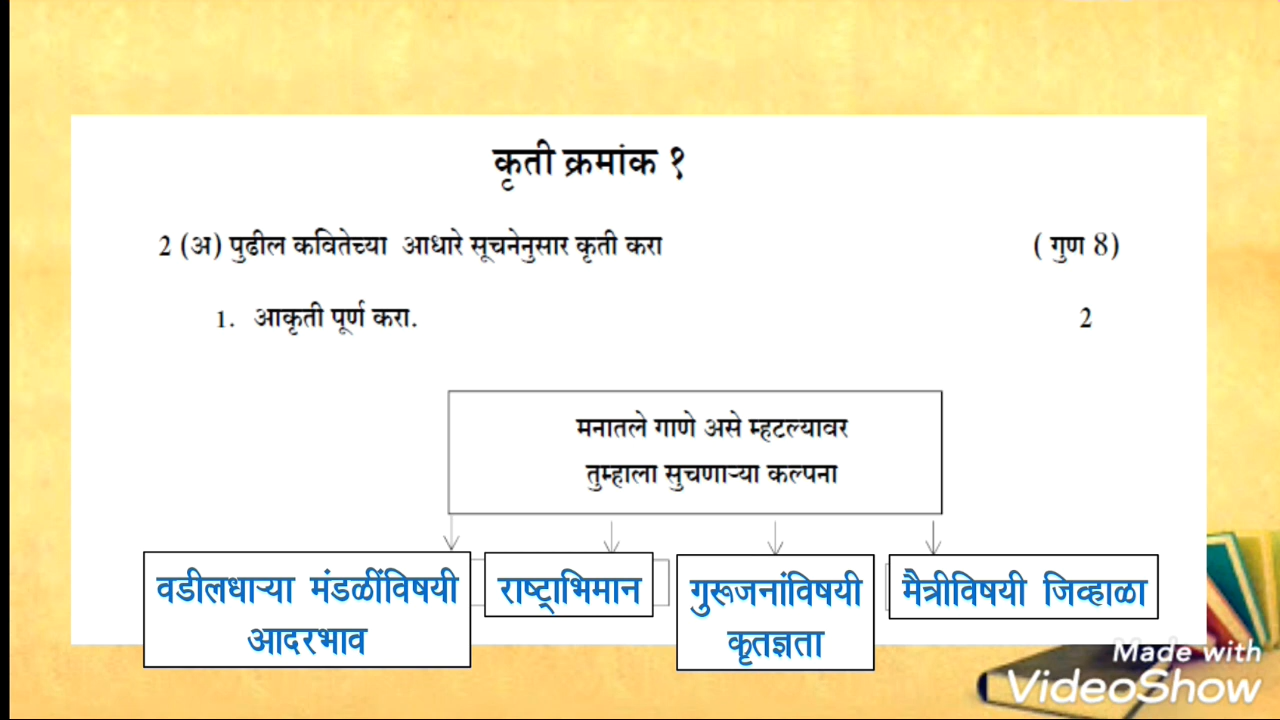 कृती क्रमांक १
2 (अ) पुढील कवितेच्या आधारे सूचनेनुसार कृती करा ( गुण 8)
1. आकृती पूर्ण करा. 2
मनातले गाणे असे म्हटल्यावर
तुम्हाला सुचणाऱ्या कल्पना
वडीलधाऱ्या मंडळींविषयी
आदरभाव
राष्ट्राभिमान
गुरूजनांविषयी
कृतज्ञता
मैत्रीविषयी जिव्हाळा
Made with
VideoShow